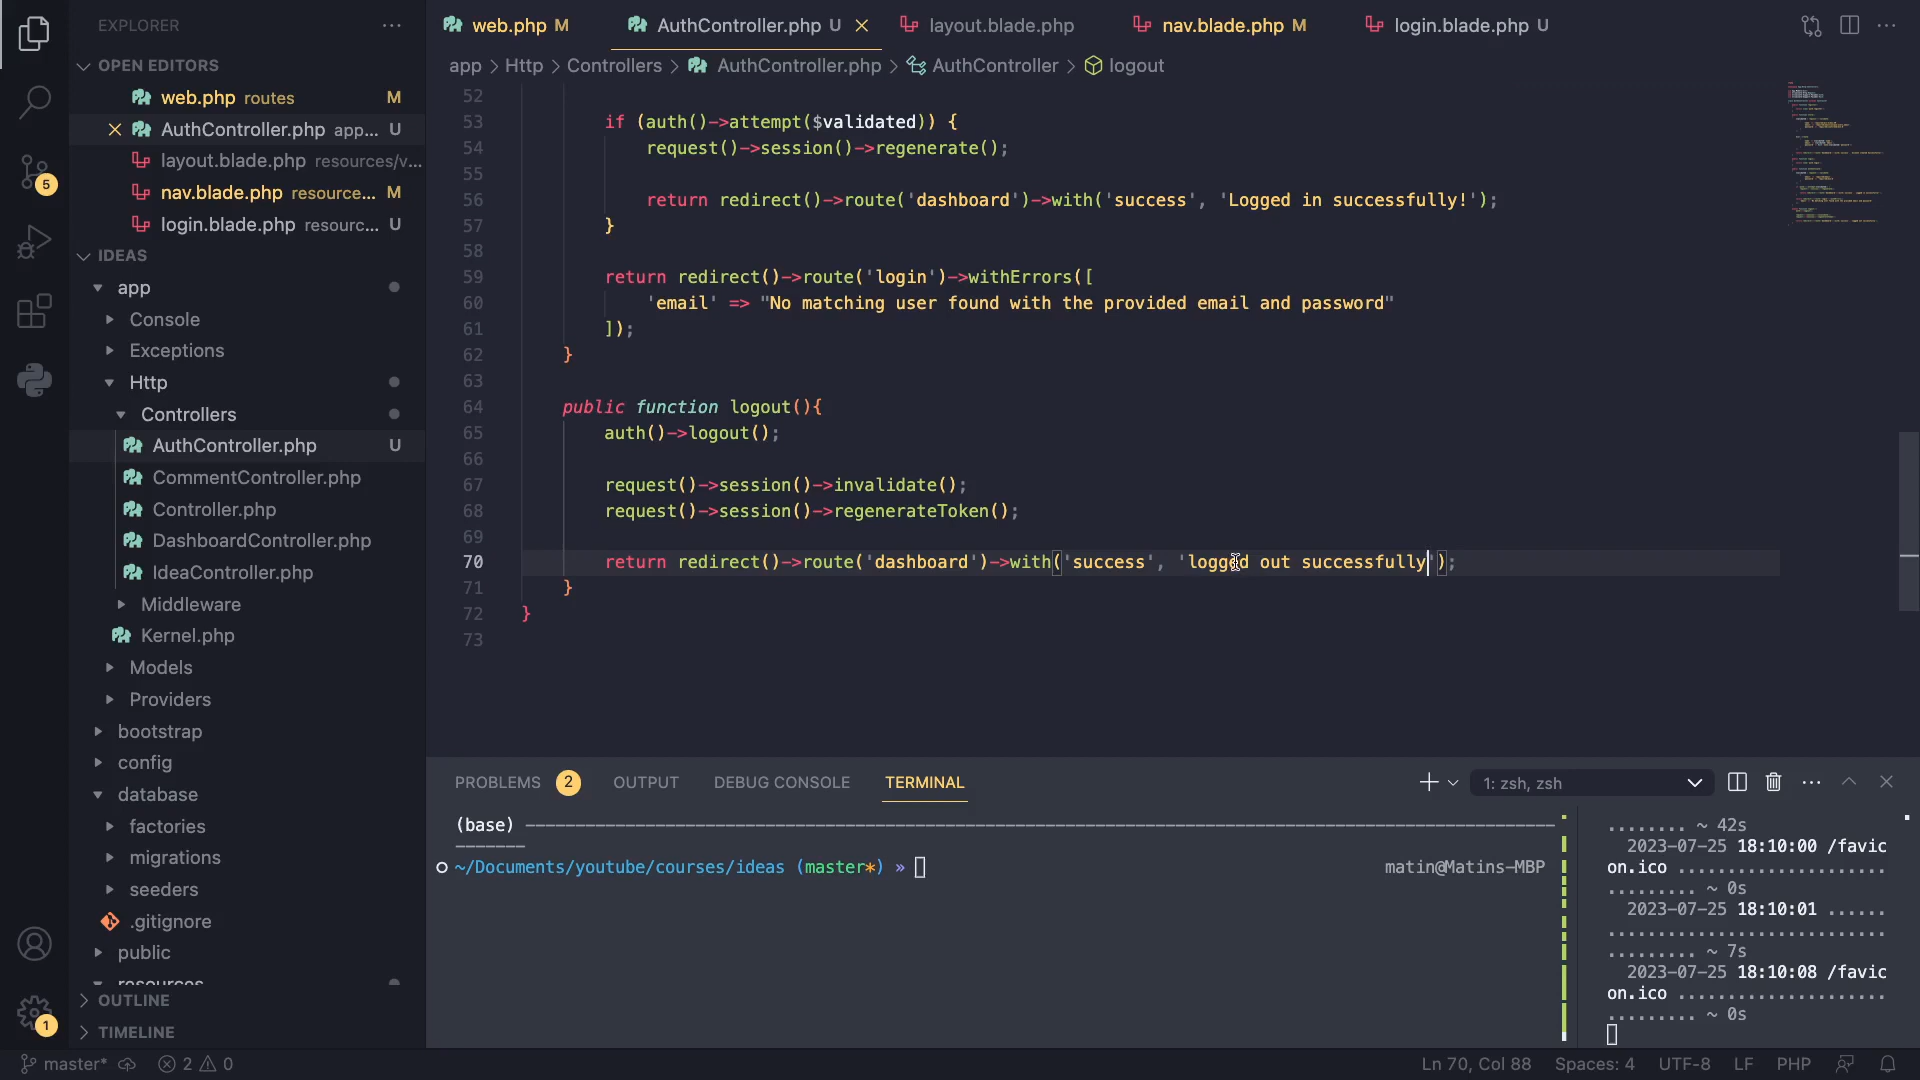 EXPLORER
web.php M
AuthController.php U
layout.blade.php
nav.blade.php M
login.blade.php U
OPEN EDITORS
app > Http > Controllers > AuthController.php > AuthController > logout
web.php routes M
AuthController.php app... U
layout.blade.php resources/v...
nav.blade.php resource... M
login.blade.php resourc... U
IDEAS
app
Console
Exceptions
Http
Controllers
AuthController.php U
CommentController.php
Controller.php
DashboardController.php
IdeaController.php
Middleware
Kernel.php
Models
Providers
bootstrap
config
database
factories
migrations
seeders
.gitignore
public
resources
OUTLINE
TIMELINE
5
1
52
53 if (auth()->attempt($validated)) {
54 request()->session()->regenerate();
55
56 return redirect()->route('dashboard')->with('success', 'Logged in successfully!');
57 }
58
59 return redirect()->route('login')->withErrors([
60 'email' => "No matching user found with the provided email and password"
61 ]);
62 }
63
64 public function logout(){
65 auth()->logout();
66
67 request()->session()->invalidate();
68 request()->session()->regenerateToken();
69
70 return redirect()->route('dashboard')->with('success', 'logged out successfully');
71 }
72 }
73
PROBLEMS 2 OUTPUT DEBUG CONSOLE TERMINAL
1: zsh, zsh
(base)
~/Documents/youtube/courses/ideas (master*) » matin@Matins-MBP
........ ~ 42s
2023-07-25 18:10:00 /favic
on.ico ....................
......... ~ 0s
2023-07-25 18:10:01 ......
...........................
......... ~ 7s
2023-07-25 18:10:08 /favic
on.ico ....................
......... ~ 0s
master* 2 0
Ln 70, Col 88 Spaces: 4 UTF-8 LF PHP